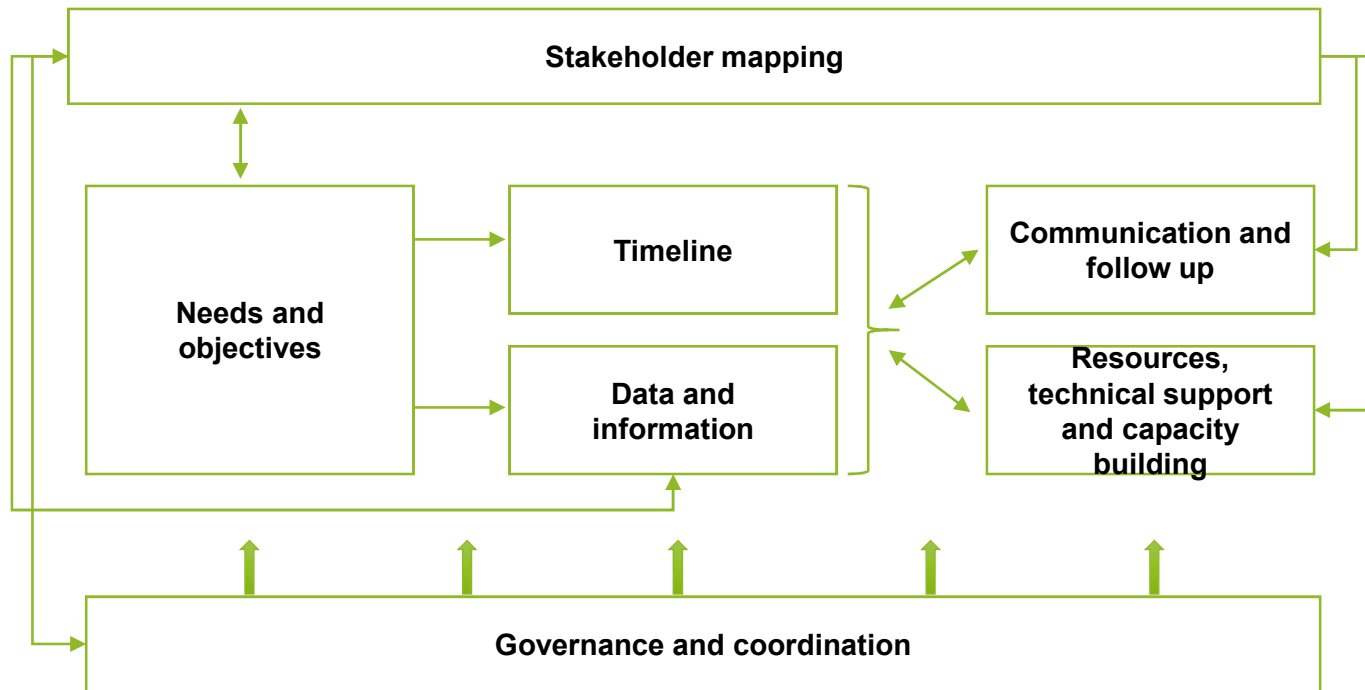 Stakeholder mapping
Needs and
objectives
Timeline
Data and
information
Communication and
follow up
Resources,
technical support
and capacity
building
Governance and coordination